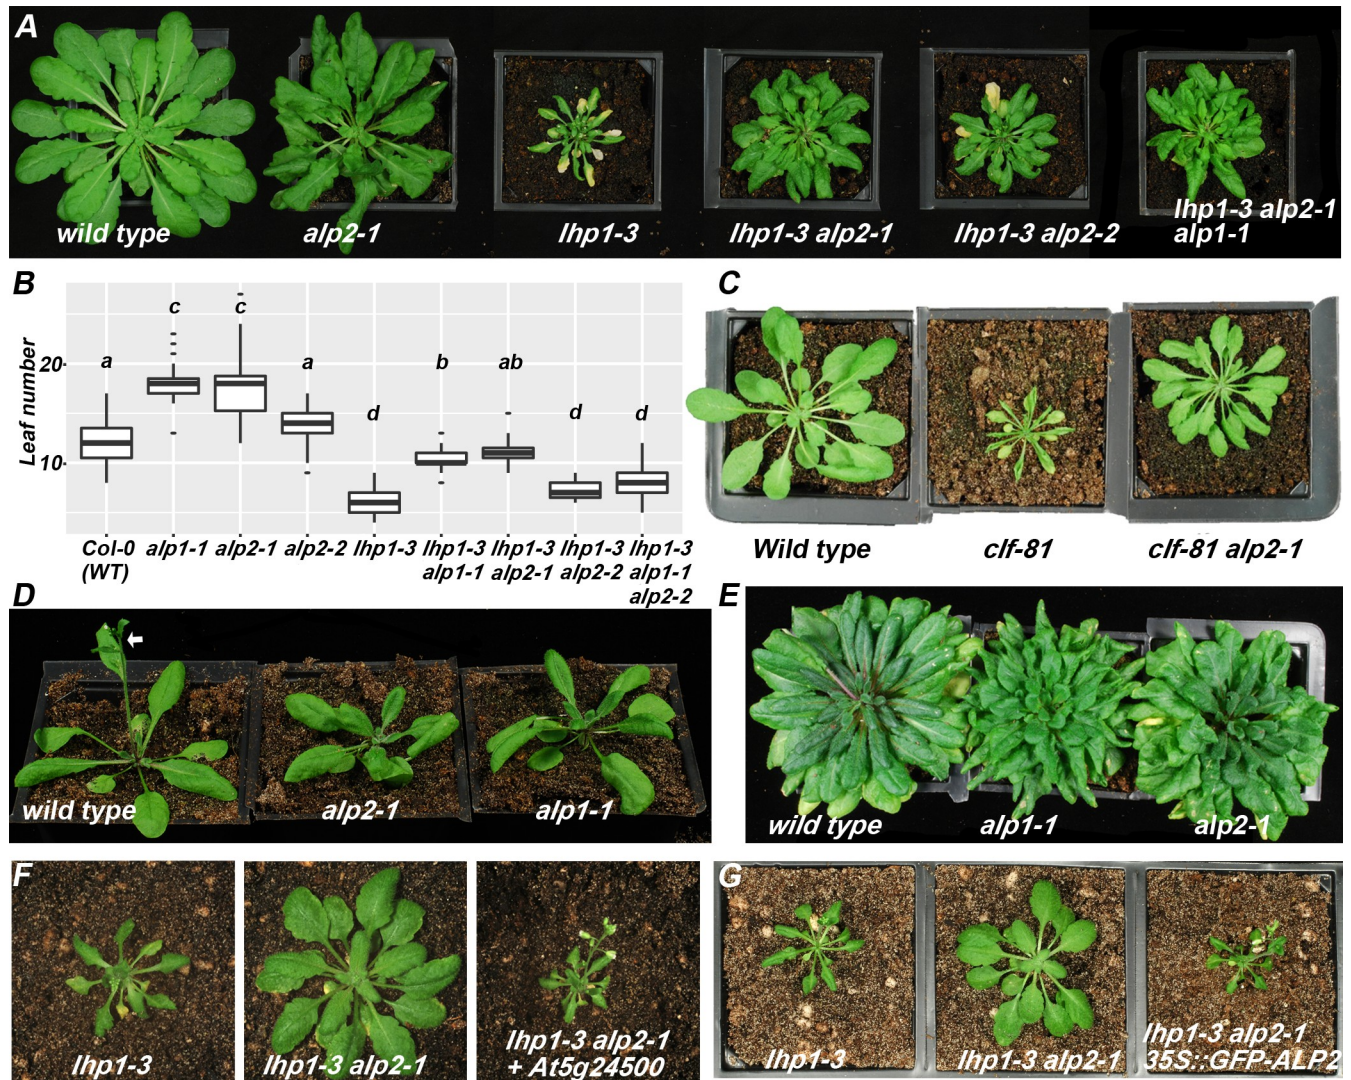 A
wild type
alp2-1
lhp1-3
lhp1-3 alp2-1
lhp1-3 alp2-2
lhp1-3 alp2-1
alp1-1
B
Leaf number
20
10
a
c
c
a
d
b
ab
d
d
Col-0
(WT)
alp1-1
alp2-1
alp2-2
lhp1-3
lhp1-3
alp1-1
lhp1-3
alp2-1
lhp1-3
alp2-2
lhp1-3
alp1-1
alp2-2
C
Wild type
clf-81
clf-81 alp2-1
D
wild type
alp2-1
alp1-1
E
wild type
alp1-1
alp2-1
F
lhp1-3
lhp1-3 alp2-1
lhp1-3 alp2-1
+ At5g24500
G
lhp1-3
lhp1-3 alp2-1
lhp1-3 alp2-1
35S::GFP-ALP2